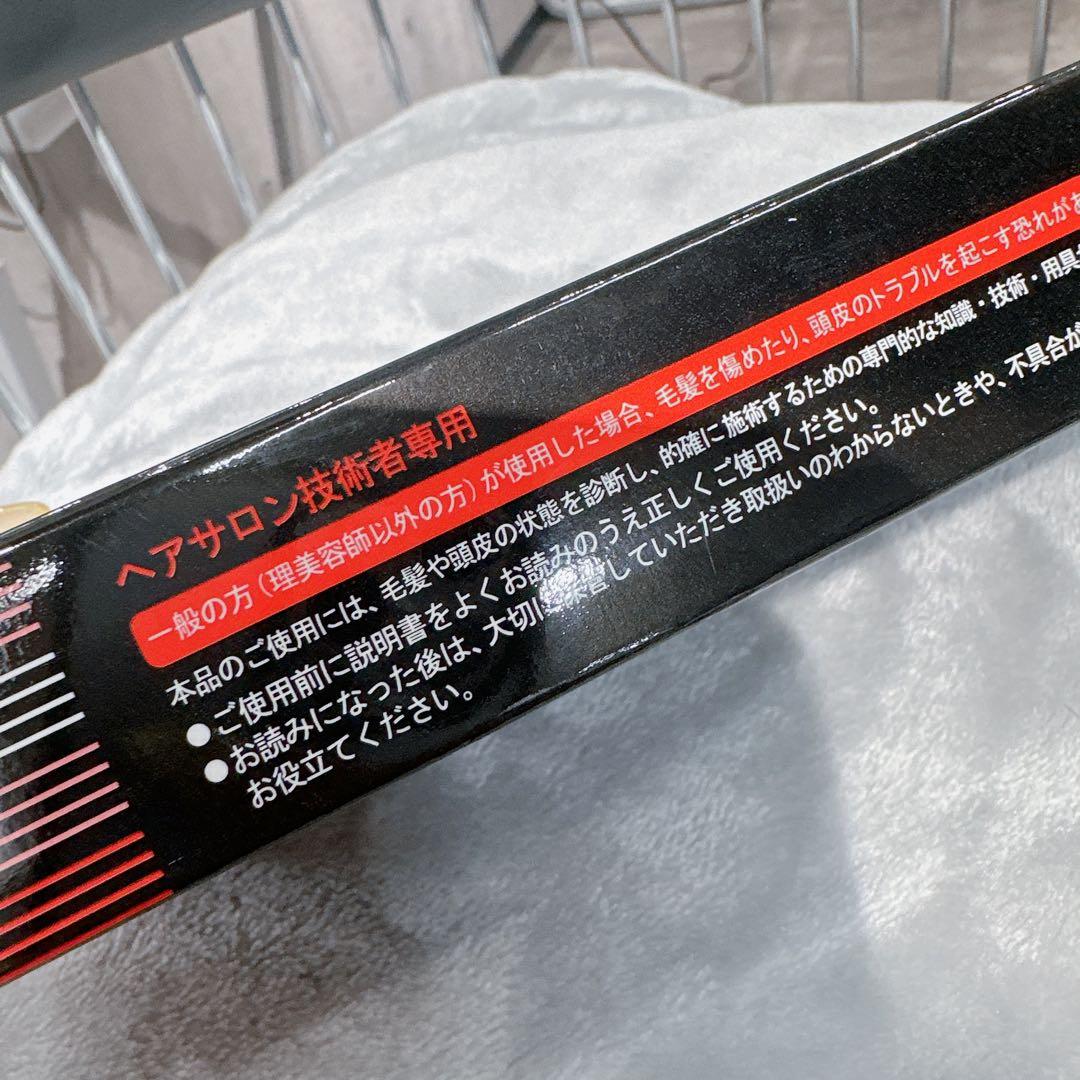 ヘアサロン技術者専用
一般の方(理美容師以外の方)が使用した場合、毛髪を傷めたり、頭皮のトラブルを起こす恐れが
本品のご使用には、毛髪や頭皮の状態を診断し、的確に施術するための専門的な知識・技術・用具
●ご使用前に説明書をよくお読みのうえ正しくご使用ください。
●お読みになった後は、大切に保管していただき取扱いのわからないときや、不具合が
お役立てください。